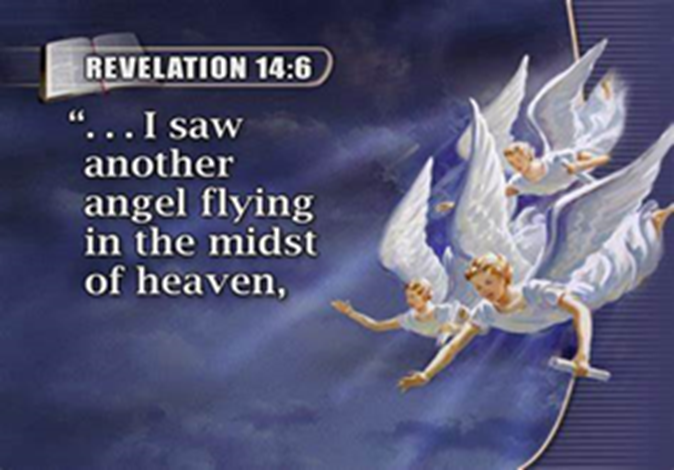 REVELATION 14:6
“. . . I saw
another
angel flying
in the midst
of heaven,